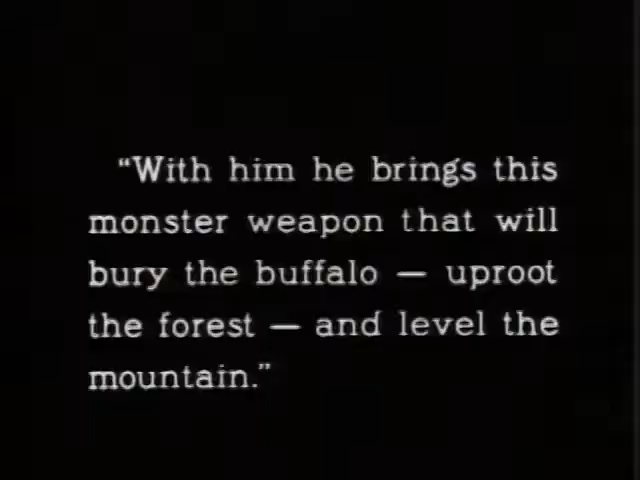 “With him he brings this
monster weapon that will
bury the buffalo — uproot
the forest — and level the
mountain.”